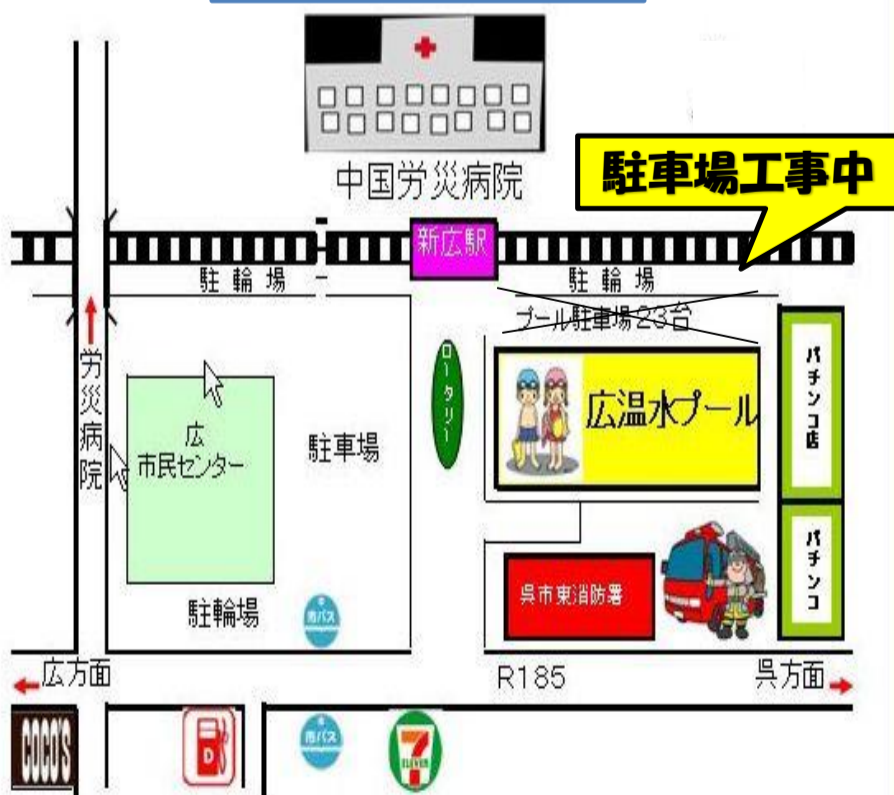 中国労災病院
駐車場工事中
新広駅
駐輪場
駐輪場
プール駐車場23台
労災病院
ロータリー
広温水プール
パチンコ店
広
市民センター
駐車場
呉市東消防署
パチンコ
駐輪場
市バス
広方面
R185
呉方面
COCO'S
市バス
7
ELEVEN